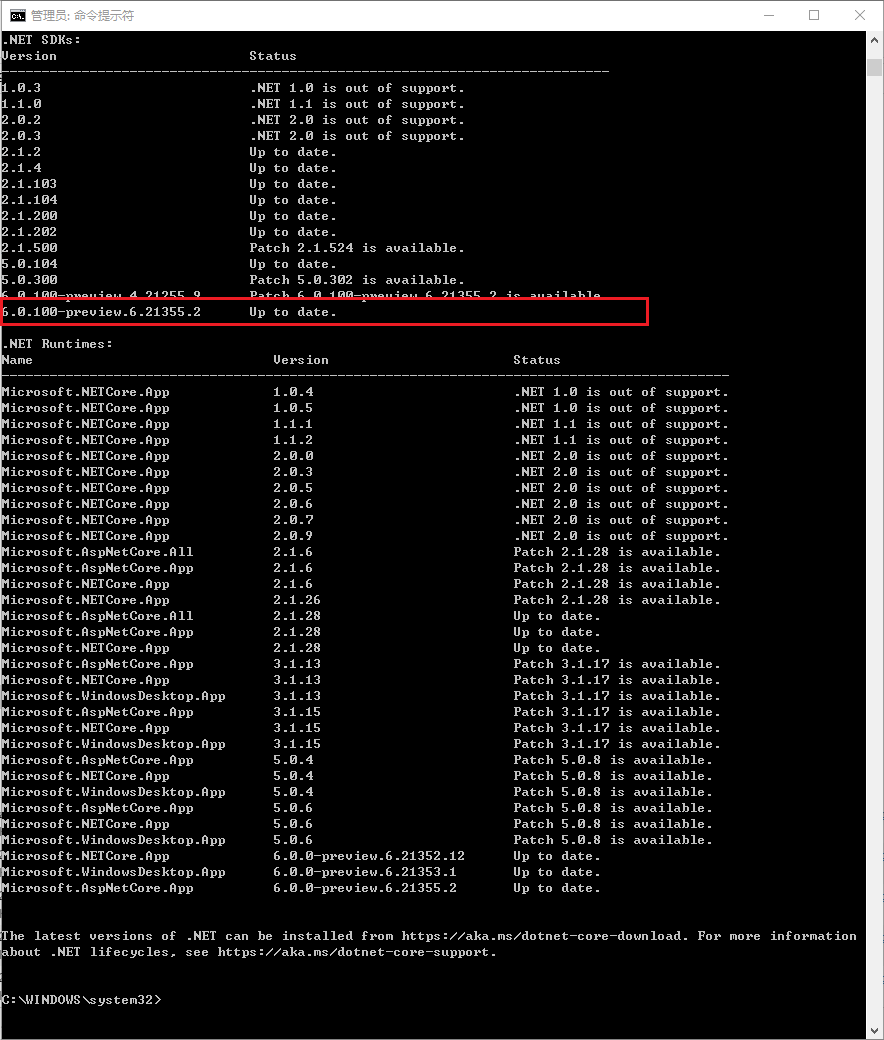 管理员: 命令提示符
.NET SDKs:
Version Status
1.0.3 .NET 1.0 is out of support.
1.1.0 .NET 1.1 is out of support.
2.0.2 .NET 2.0 is out of support.
2.0.3 .NET 2.0 is out of support.
2.1.2 Up to date.
2.1.4 Up to date.
2.1.103 Up to date.
2.1.104 Up to date.
2.1.200 Up to date.
2.1.202 Up to date.
2.1.500 Patch 2.1.524 is available.
5.0.104 Up to date.
5.0.300 Patch 5.0.302 is available.
6.0.100-preview.4.21255.9 Patch 6.0.100-preview.6.21355.2 is available.
6.0.100-preview.6.21355.2 Up to date.
.NET Runtimes:
Name Version Status
Microsoft.NETCore.App 1.0.4 .NET 1.0 is out of support.
Microsoft.NETCore.App 1.0.5 .NET 1.0 is out of support.
Microsoft.NETCore.App 1.1.1 .NET 1.1 is out of support.
Microsoft.NETCore.App 1.1.2 .NET 1.1 is out of support.
Microsoft.NETCore.App 2.0.0 .NET 2.0 is out of support.
Microsoft.NETCore.App 2.0.3 .NET 2.0 is out of support.
Microsoft.NETCore.App 2.0.5 .NET 2.0 is out of support.
Microsoft.NETCore.App 2.0.6 .NET 2.0 is out of support.
Microsoft.NETCore.App 2.0.7 .NET 2.0 is out of support.
Microsoft.NETCore.App 2.0.9 .NET 2.0 is out of support.
Microsoft.AspNetCore.All 2.1.6 Patch 2.1.28 is available.
Microsoft.AspNetCore.App 2.1.6 Patch 2.1.28 is available.
Microsoft.NETCore.App 2.1.6 Patch 2.1.28 is available.
Microsoft.NETCore.App 2.1.26 Patch 2.1.28 is available.
Microsoft.AspNetCore.All 2.1.28 Up to date.
Microsoft.AspNetCore.App 2.1.28 Up to date.
Microsoft.NETCore.App 2.1.28 Up to date.
Microsoft.AspNetCore.App 3.1.13 Patch 3.1.17 is available.
Microsoft.NETCore.App 3.1.13 Patch 3.1.17 is available.
Microsoft.WindowsDesktop.App 3.1.13 Patch 3.1.17 is available.
Microsoft.AspNetCore.App 3.1.15 Patch 3.1.17 is available.
Microsoft.NETCore.App 3.1.15 Patch 3.1.17 is available.
Microsoft.WindowsDesktop.App 3.1.15 Patch 3.1.17 is available.
Microsoft.AspNetCore.App 5.0.4 Patch 5.0.8 is available.
Microsoft.NETCore.App 5.0.4 Patch 5.0.8 is available.
Microsoft.WindowsDesktop.App 5.0.4 Patch 5.0.8 is available.
Microsoft.AspNetCore.App 5.0.6 Patch 5.0.8 is available.
Microsoft.NETCore.App 5.0.6 Patch 5.0.8 is available.
Microsoft.WindowsDesktop.App 5.0.6 Patch 5.0.8 is available.
Microsoft.NETCore.App 6.0.0-preview.6.21352.12 Up to date.
Microsoft.WindowsDesktop.App 6.0.0-preview.6.21353.1 Up to date.
Microsoft.AspNetCore.App 6.0.0-preview.6.21355.2 Up to date.
The latest versions of .NET can be installed from https://aka.ms/dotnet-core-download. For more information
about .NET lifecycles, see https://aka.ms/dotnet-core-support.
C:\WINDOWS\system32>